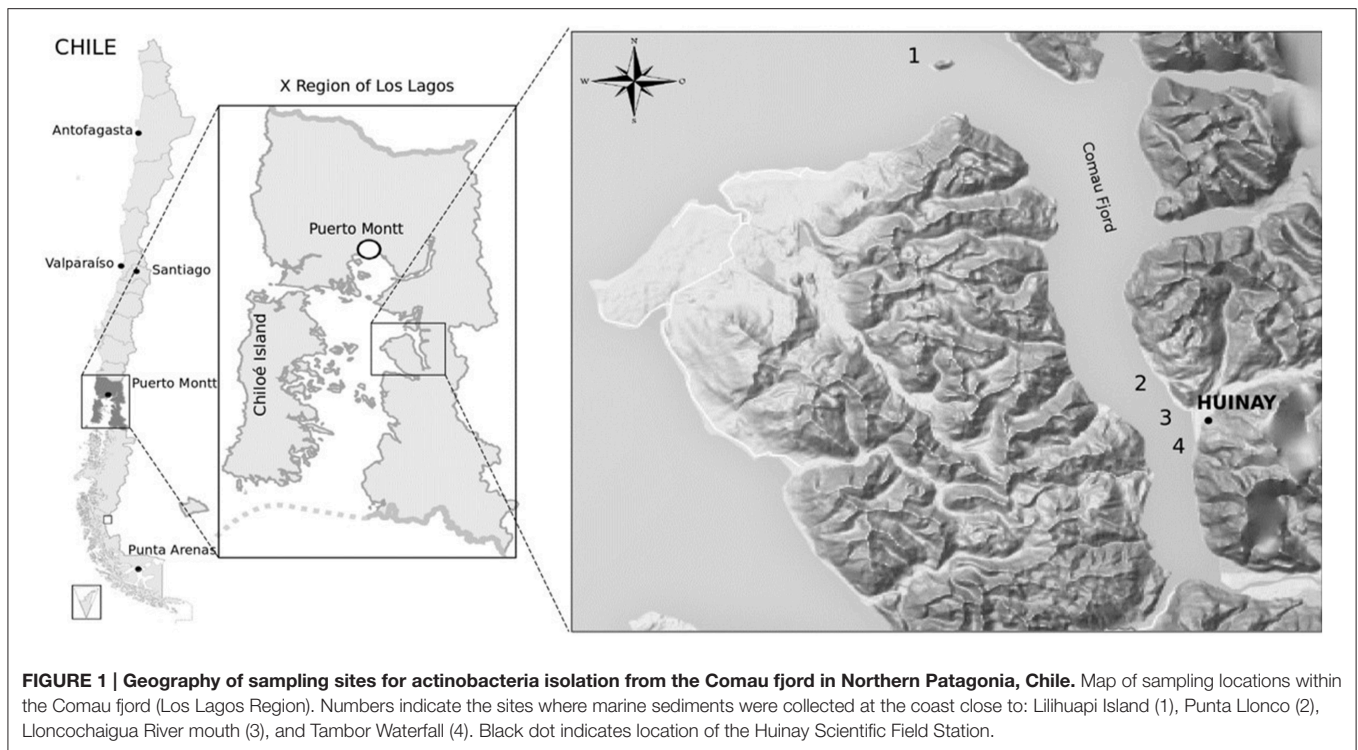 CHILE
Antofagasta
Valparaíso
Santiago
Puerto Montt
Punta Arenas
X Region of Los Lagos
Puerto Montt
Chiloé Island
N
W
O
S
1
Comau Fjord
2
3
4
HUINAY
FIGURE 1 | Geography of sampling sites for actinobacteria isolation from the Comau fjord in Northern Patagonia, Chile. Map of sampling locations within
the Comau fjord (Los Lagos Region). Numbers indicate the sites where marine sediments were collected at the coast close to: Lilihuapi Island (1), Punta Llonco (2),
Lloncochaigua River mouth (3), and Tambor Waterfall (4). Black dot indicates location of the Huinay Scientific Field Station.